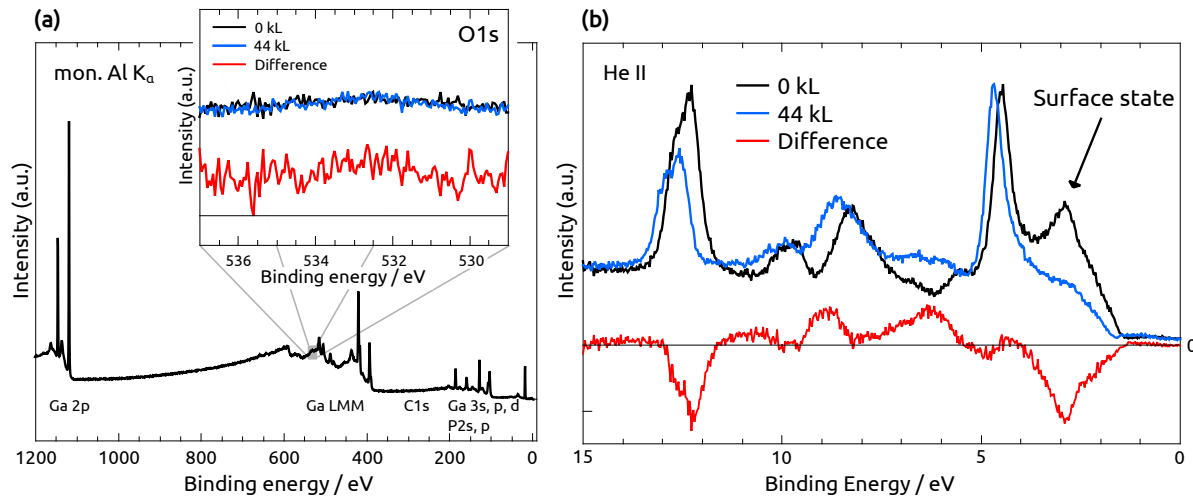 (a)
mon. Al Kα
0 kL
44 kL
Difference
O1s
Intensity (a.u.)
536 534 532 530
Binding energy / eV
Intensity (a.u.)
Ga 2p
Ga LMM
C1s
Ga 3s, p, d
P2s, p
1200 1000 800 600 400 200 0
Binding energy / eV
(b)
He II
0 kL
44 kL
Difference
Surface state
Intensity (a.u.)
0
15 10 5 0
Binding Energy / eV